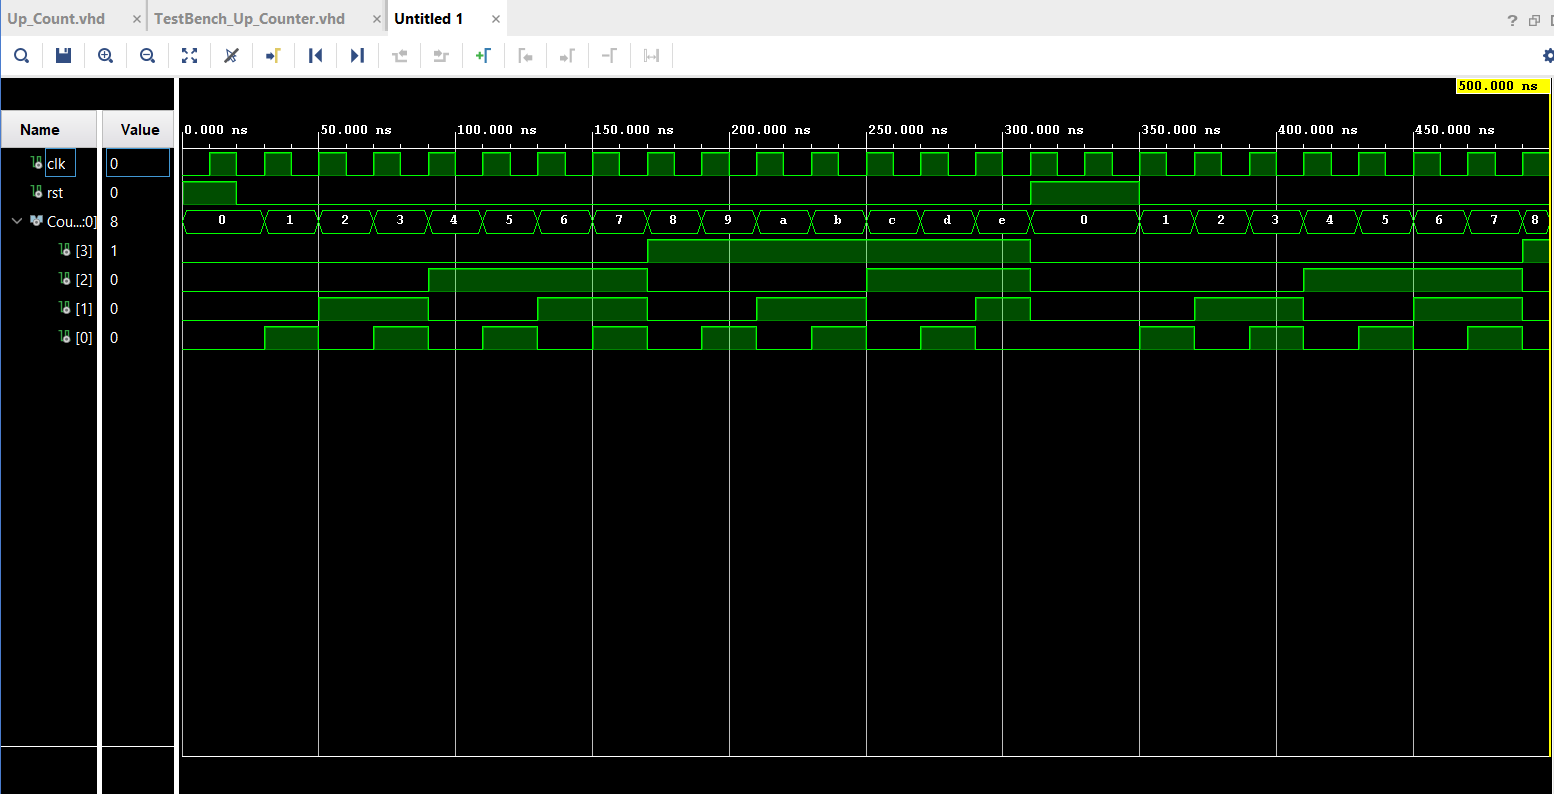 Up_Count.vhd × TestBench_Up_Counter.vhd × Untitled 1 ×
?
500.000 ns
Name Value
0.000 ns 50.000 ns 100.000 ns 150.000 ns 200.000 ns 250.000 ns 300.000 ns 350.000 ns 400.000 ns 450.000 ns
clk 0
rst 0
Cou...:0] 8 0 1 2 3 4 5 6 7 8 9 a b c d e 0 1 2 3 4 5 6 7 8
[3] 1
[2] 0
[1] 0
[0] 0